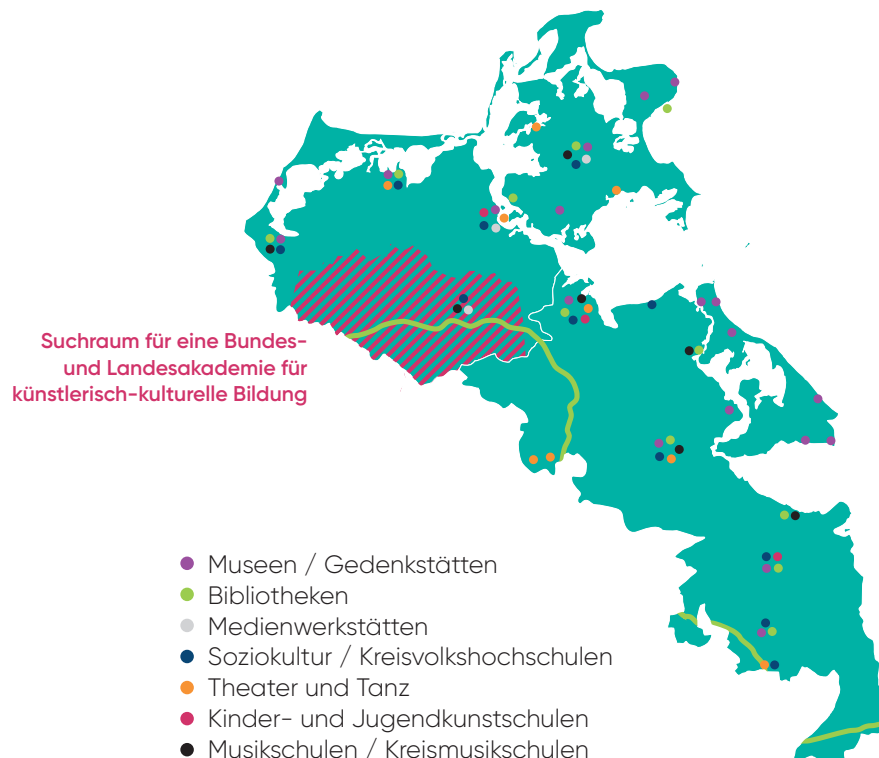 Suchraum für eine Bundes-
und Landesakademie für
künstlerisch-kulturelle Bildung
Museen / Gedenkstätten
Bibliotheken
Medienwerkstätten
Soziokultur / Kreisvolkshochschulen
Theater und Tanz
Kinder- und Jugendkunstschulen
Musikschulen / Kreismusikschulen